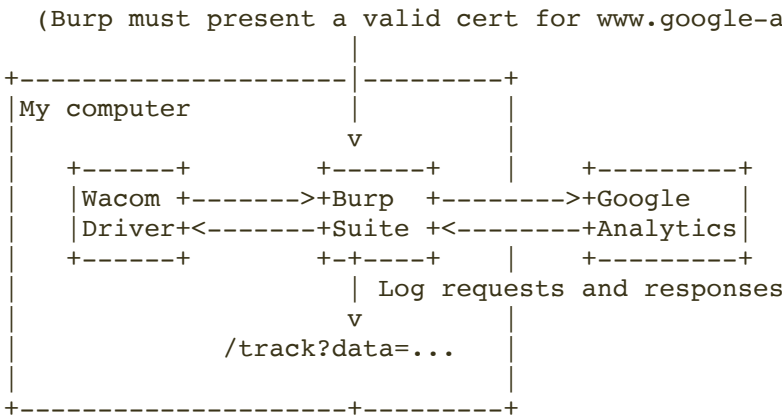 (Burp must present a valid cert for www.google-a
My computer
v
Wacom Burp Google
Driver Suite Analytics
Log requests and responses
v
/track?data=...